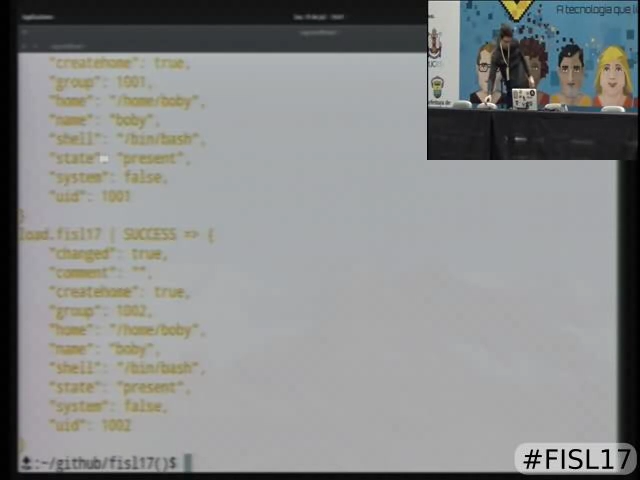 "createhome": true,
"group": 1001,
"home": "/home/boby",
"name": "boby",
"shell": "/bin/bash",
"state": "present",
"system": false,
"uid": 1001
}
load.fisl17 | SUCCESS => {
"changed": true,
"comment": "",
"createhome": true,
"group": 1002,
"home": "/home/boby",
"name": "boby",
"shell": "/bin/bash",
"state": "present",
"system": false,
"uid": 1002
}
:~/github/fisl17()$
A tecnologia que
#FISL17